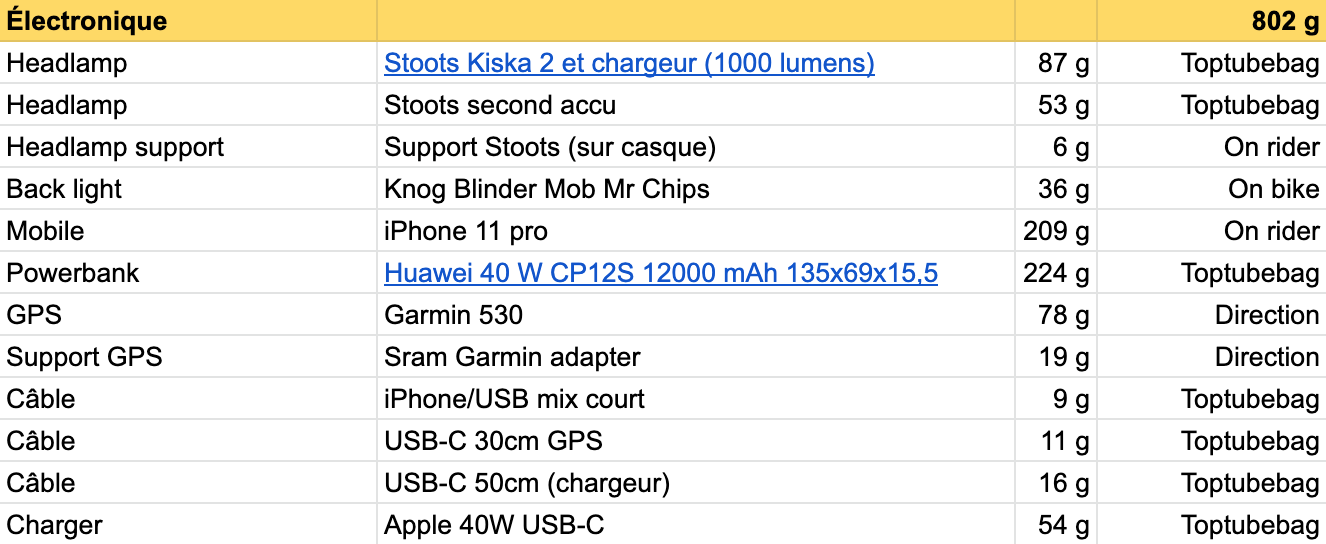 Électronique 802 g
Headlamp Stoots Kiska 2 et chargeur (1000 lumens) 87 g Toptubebag
Headlamp Stoots second accu 53 g Toptubebag
Headlamp support Support Stoots (sur casque) 6 g On rider
Back light Knog Blinder Mob Mr Chips 36 g On bike
Mobile iPhone 11 pro 209 g On rider
Powerbank Huawei 40 W CP12S 12000 mAh 135x69x15,5 224 g Toptubebag
GPS Garmin 530 78 g Direction
Support GPS Sram Garmin adapter 19 g Direction
Câble iPhone/USB mix court 9 g Toptubebag
Câble USB-C 30cm GPS 11 g Toptubebag
Câble USB-C 50cm (chargeur) 16 g Toptubebag
Charger Apple 40W USB-C 54 g Toptubebag